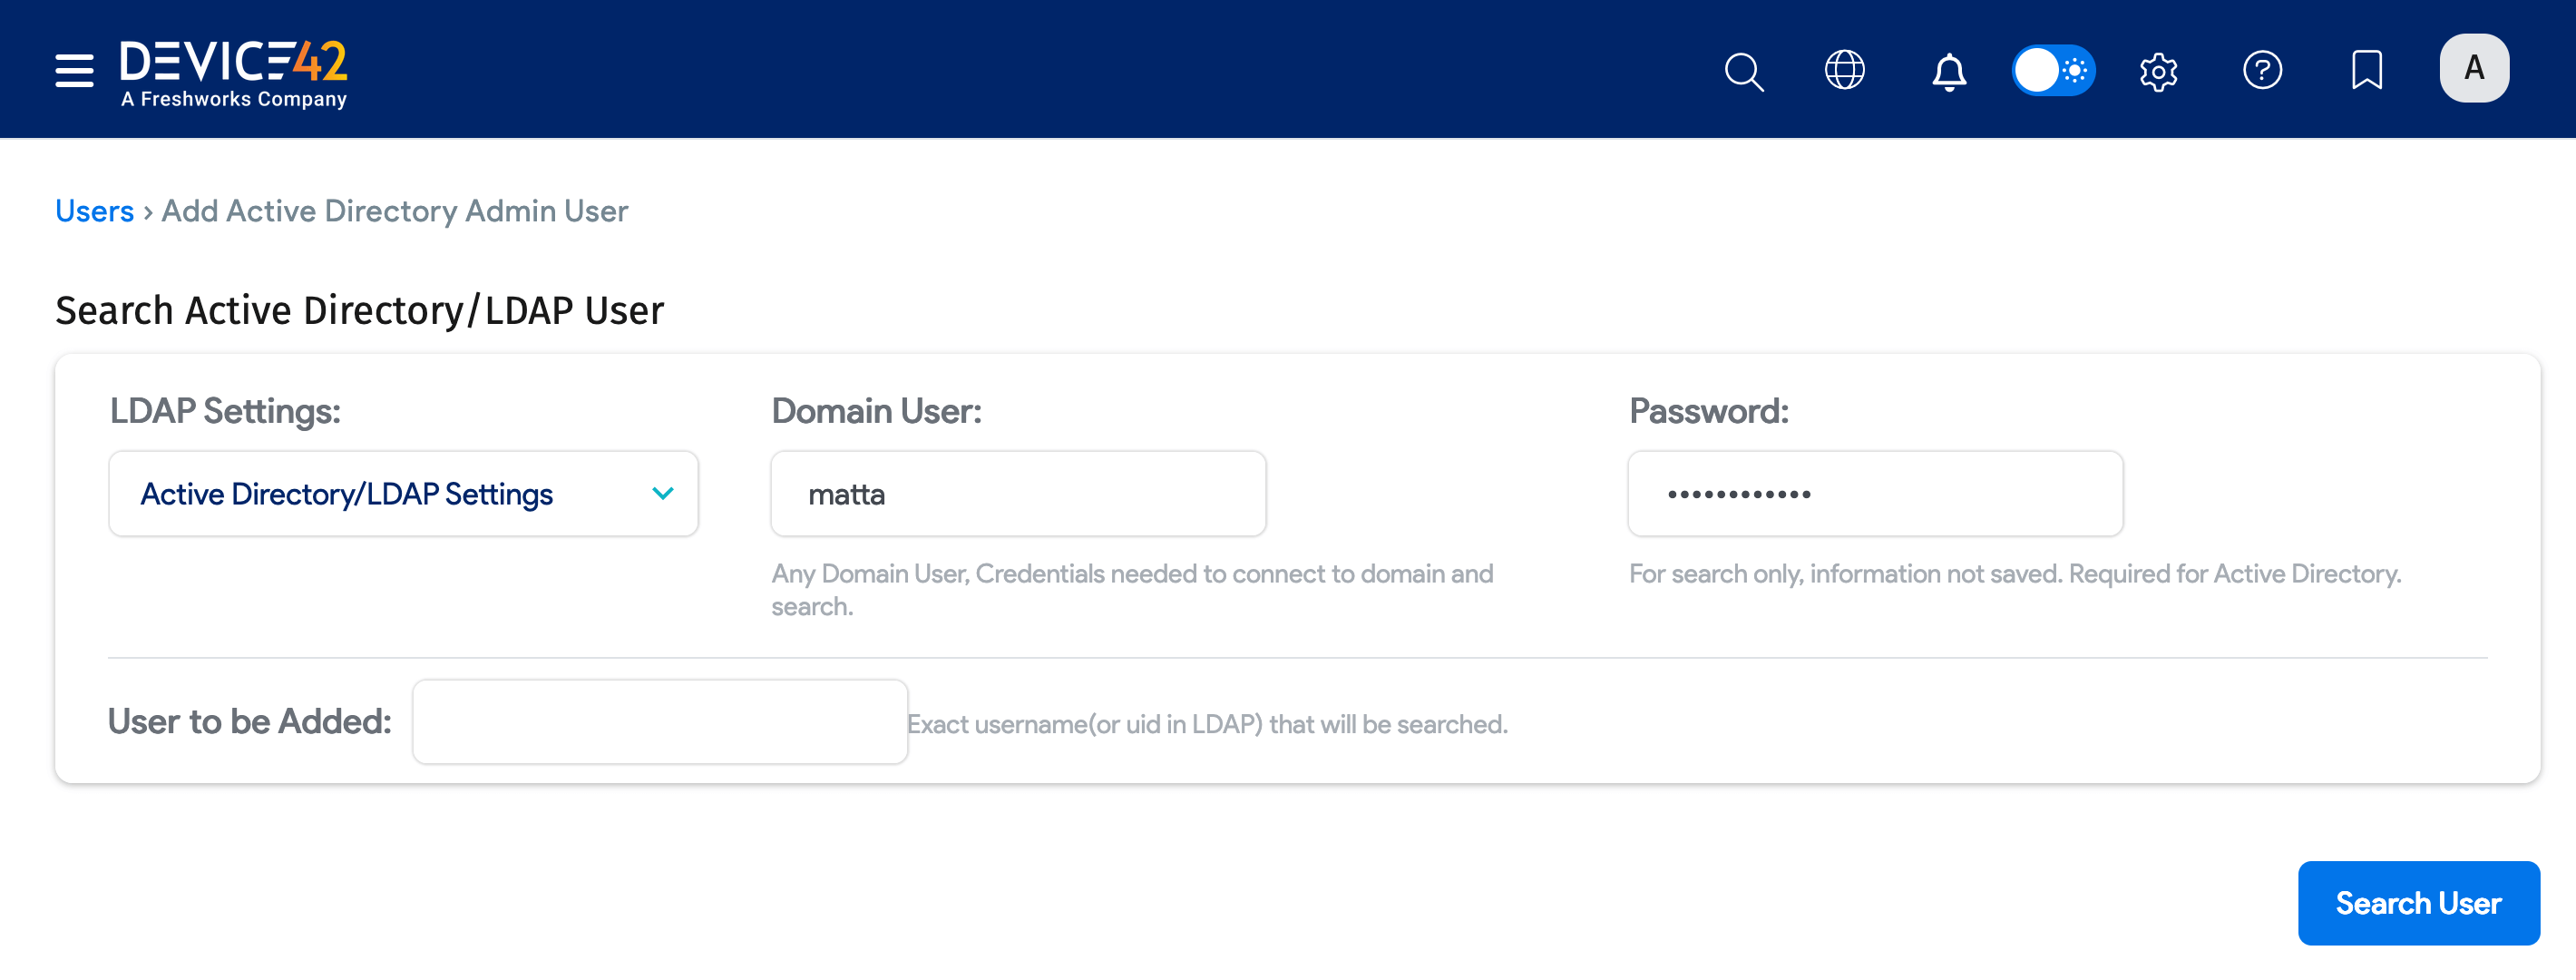 DEVICE42
A Freshworks Company
A
Users › Add Active Directory Admin User
Search Active Directory/LDAP User
LDAP Settings:
Domain User:
Password:
Active Directory/LDAP Settings
matta
••••••••••••
Any Domain User, Credentials needed to connect to domain and
search.
For search only, information not saved. Required for Active Directory.
User to be Added:
Exact username(or uid in LDAP) that will be searched.
Search User